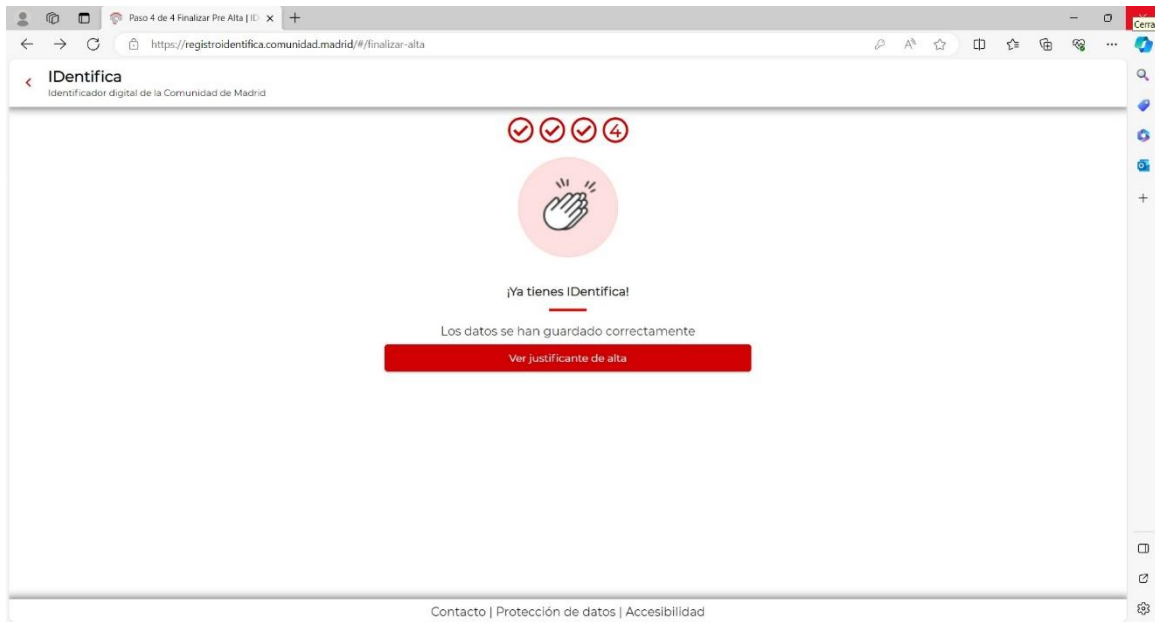 Paso 4 de 4 Finalizar Pre Alta | ID
Cerra
https://registroidentifica.comunidad.madrid/#/finalizar-alta
IDentifica
Identificador digital de la Comunidad de Madrid
4
¡Ya tienes IDentifica!
Los datos se han guardado correctamente
Ver justificante de alta
Contacto | Protección de datos | Accesibilidad